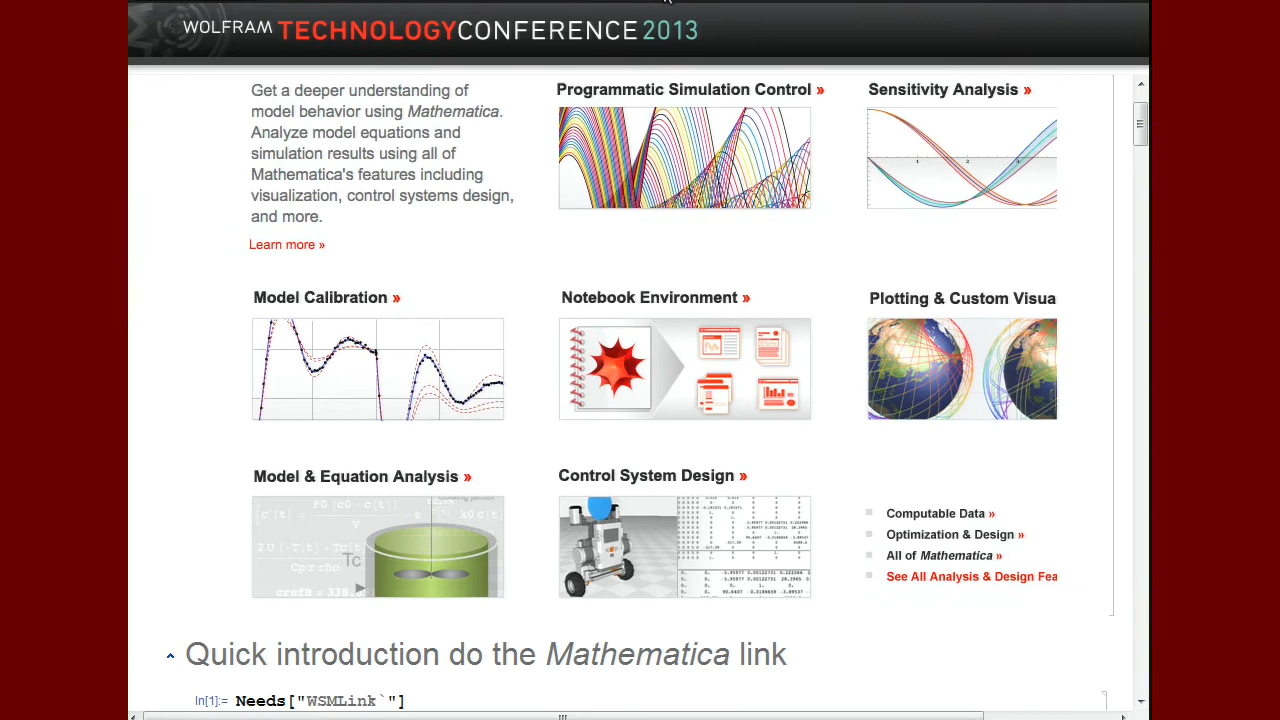 WOLFRAM TECHNOLOGYCONFERENCE 2013
Get a deeper understanding of
model behavior using Mathematica.
Analyze model equations and
simulation results using all of
Mathematica's features including
visualization, control systems design,
and more.
Learn more »
Programmatic Simulation Control »
Sensitivity Analysis »
1 2 3
Model Calibration »
Notebook Environment »
Plotting & Custom Visua
Model & Equation Analysis »
Control System Design »
Computable Data »
Optimization & Design »
All of Mathematica »
See All Analysis & Design Fea
Quick introduction do the Mathematica link
In[1]:= Needs["WSMLink`"]